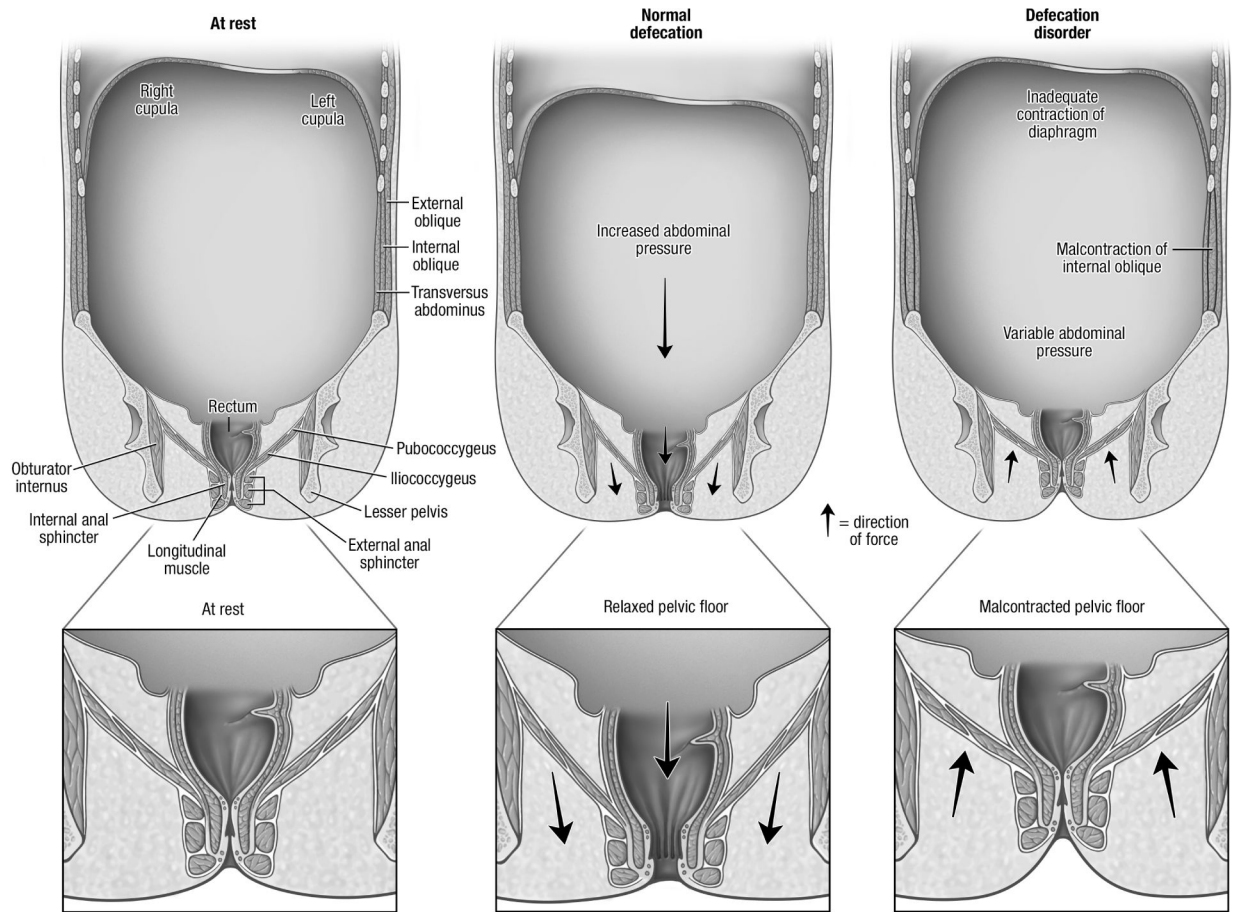 At rest
Normal
defecation
Defecation
disorder
Right
cupula
Left
cupula
External
oblique
Internal
oblique
Transversus
abdominus
Rectum
Pubococcygeus
Iliococcygeus
Obturator
internus
Lesser pelvis
Internal anal
sphincter
Longitudinal
muscle
External anal
sphincter
Increased abdominal
pressure
Inadequate
contraction of
diaphragm
Malcontraction of
internal oblique
Variable abdominal
pressure
= direction
of force
At rest
Relaxed pelvic floor
Malcontracted pelvic floor